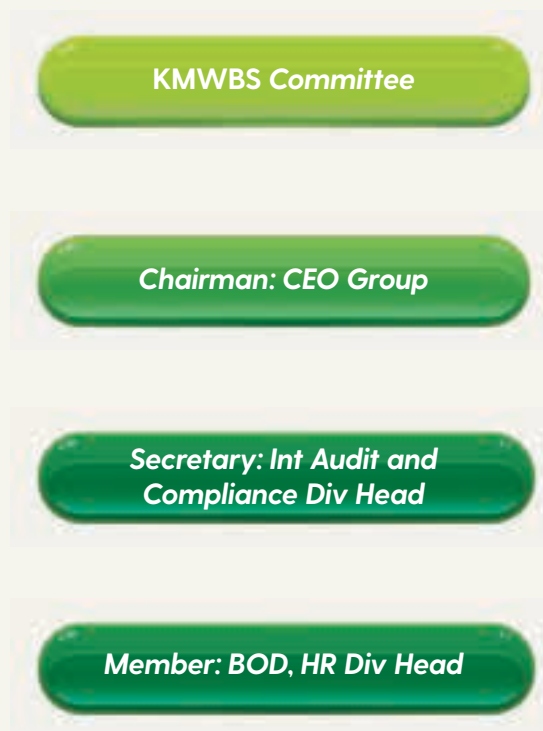 KMWBS Committee
Chairman: CEO Group
Secretary: Int Audit and
Compliance Div Head
Member: BOD, HR Div Head